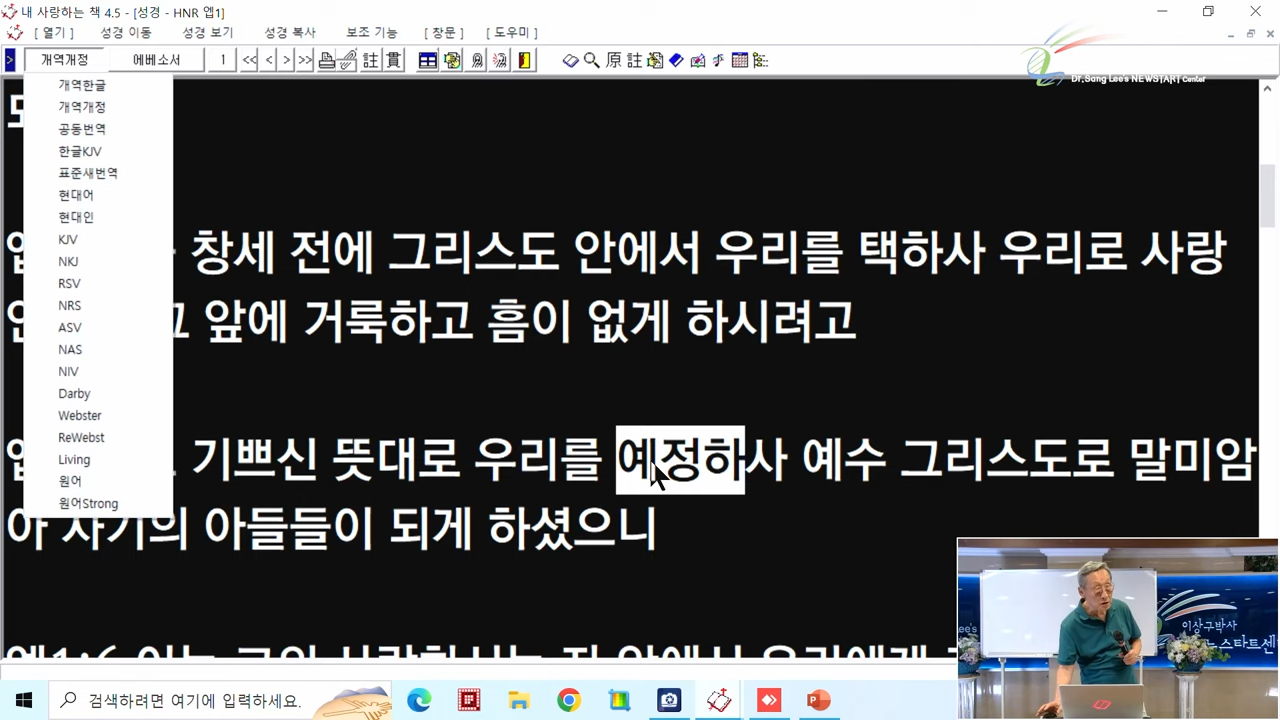 내 사랑하는 책 4.5 - [성경 - HNR 엡1]
[ 열기 ] 성경 이동 성경 보기 성경 복사 보조 기능 [ 창문 ] [ 도우미 ]
> 개역개정 에베소서 1 << < > >> 註 貫 原 註
Dr.Sang Lee's NEWSTART Center
개역한글
개역개정
공동번역
한글KJV
표준새번역
현대어
현대인
KJV
NKJ
RSV
NRS
ASV
NAS
NIV
Darby
Webster
ReWebst
Living
원어
원어Strong
창세 전에 그리스도 안에서 우리를 택하사 우리로 사랑
앞에 거룩하고 흠이 없게 하시려고
기쁘신 뜻대로 우리를 예정하사 예수 그리스도로 말미암
아 자기의 아들들이 되게 하셨으니
이상구박사
뉴스타트센
검색하려면 여기에 입력하세요.